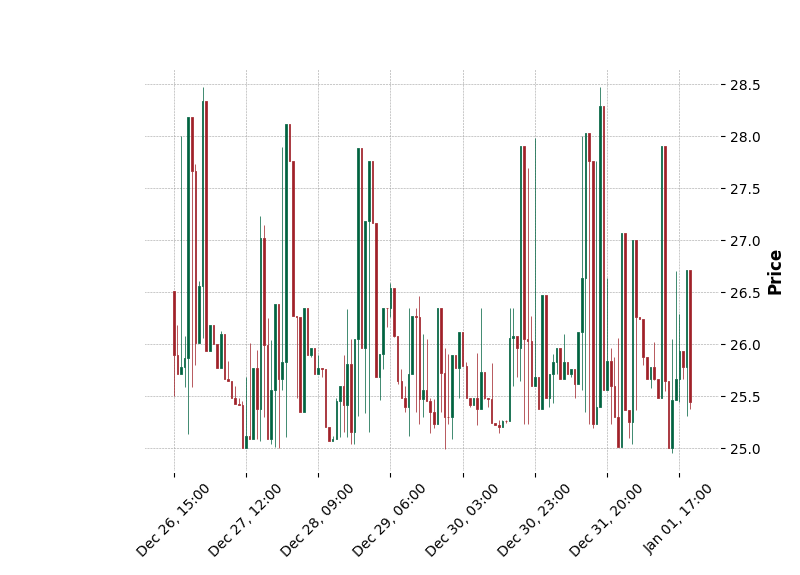 28.5
28.0
27.5
27.0
26.5
26.0
25.5
25.0
Price
Dec 26, 15:00
Dec 27, 12:00
Dec 28, 09:00
Dec 29, 06:00
Dec 30, 03:00
Dec 30, 23:00
Dec 31, 20:00
Jan 01, 17:00